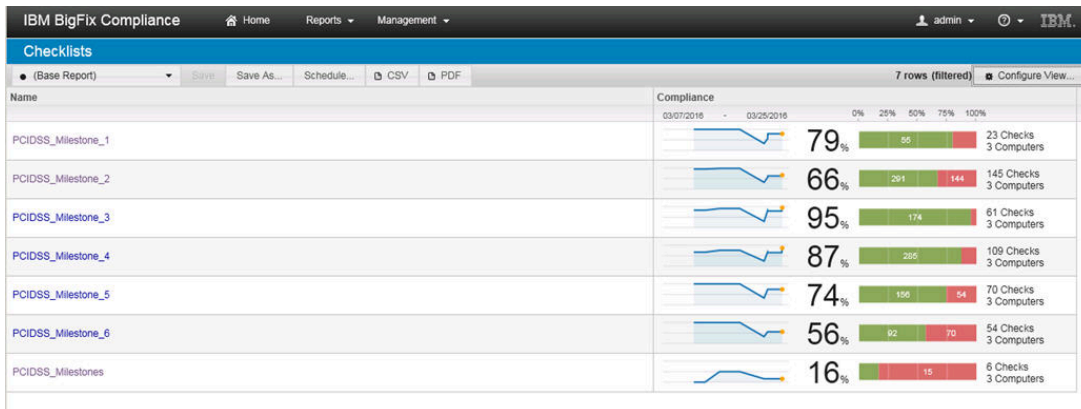 IBM BigFix Compliance Home Reports Management admin IBM.
Checklists
(Base Report) Save Save As... Schedule... CSV PDF 7 rows (filtered) Configure View...
Name Compliance
03/07/2016 - 03/25/2016 0% 25% 50% 75% 100%
PCIDSS_Milestone_1 79% 55 23 Checks
3 Computers
PCIDSS_Milestone_2 66% 291 144 145 Checks
3 Computers
PCIDSS_Milestone_3 95% 174 61 Checks
3 Computers
PCIDSS_Milestone_4 87% 285 109 Checks
3 Computers
PCIDSS_Milestone_5 74% 156 54 70 Checks
3 Computers
PCIDSS_Milestone_6 56% 92 70 54 Checks
3 Computers
PCIDSS_Milestones 16% 15 6 Checks
3 Computers